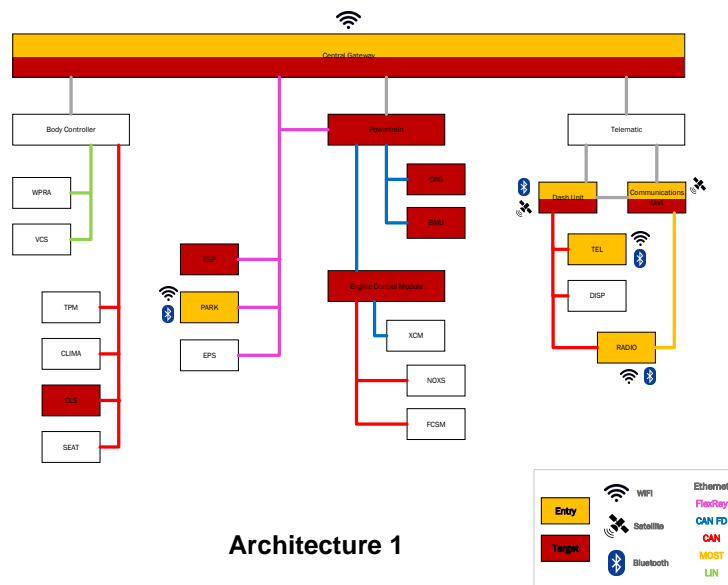 Central Gateway
Body Controller
Powertrain
Telematic
WPRA
CRG
Dash Unit
Communications
Unit
VCS
BMU
ESP
TEL
TPM
PARK
Engine Control Module
DISP
CLIMA
EPS
XCM
RADIO
CLS
NOXS
SEAT
FCSM
Architecture 1
Entry
Target
WiFi
Satellite
Bluetooth
Ethernet
FlexRay
CAN FD
CAN
MOST
LIN